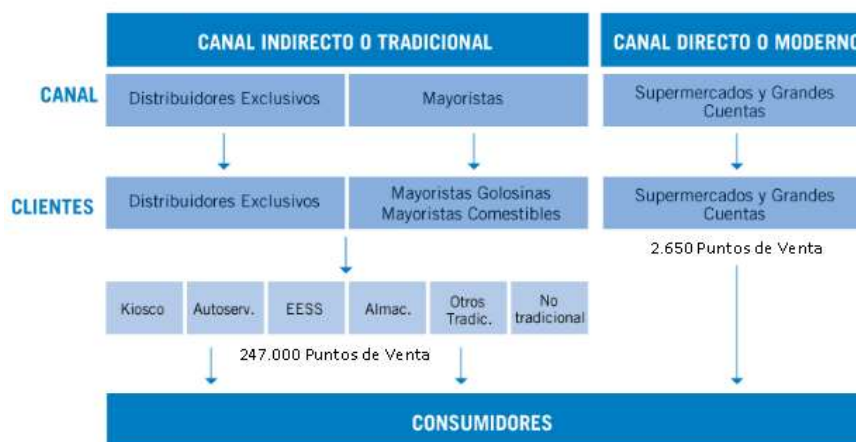 CANAL INDIRECTO O TRADICIONAL
CANAL DIRECTO O MODERNO
CANAL
Distribuidores Exclusivos
Mayoristas
Supermercados y Grandes
Cuentas
CLIENTES
Distribuidores Exclusivos
Mayoristas Golosinas
Mayoristas Comestibles
Supermercados y Grandes
Cuentas
2.650 Puntos de Venta
Kiosco
Autoserv.
EESS
Almac.
Otros
Tradic.
No
tradicional
247.000 Puntos de Venta
CONSUMIDORES